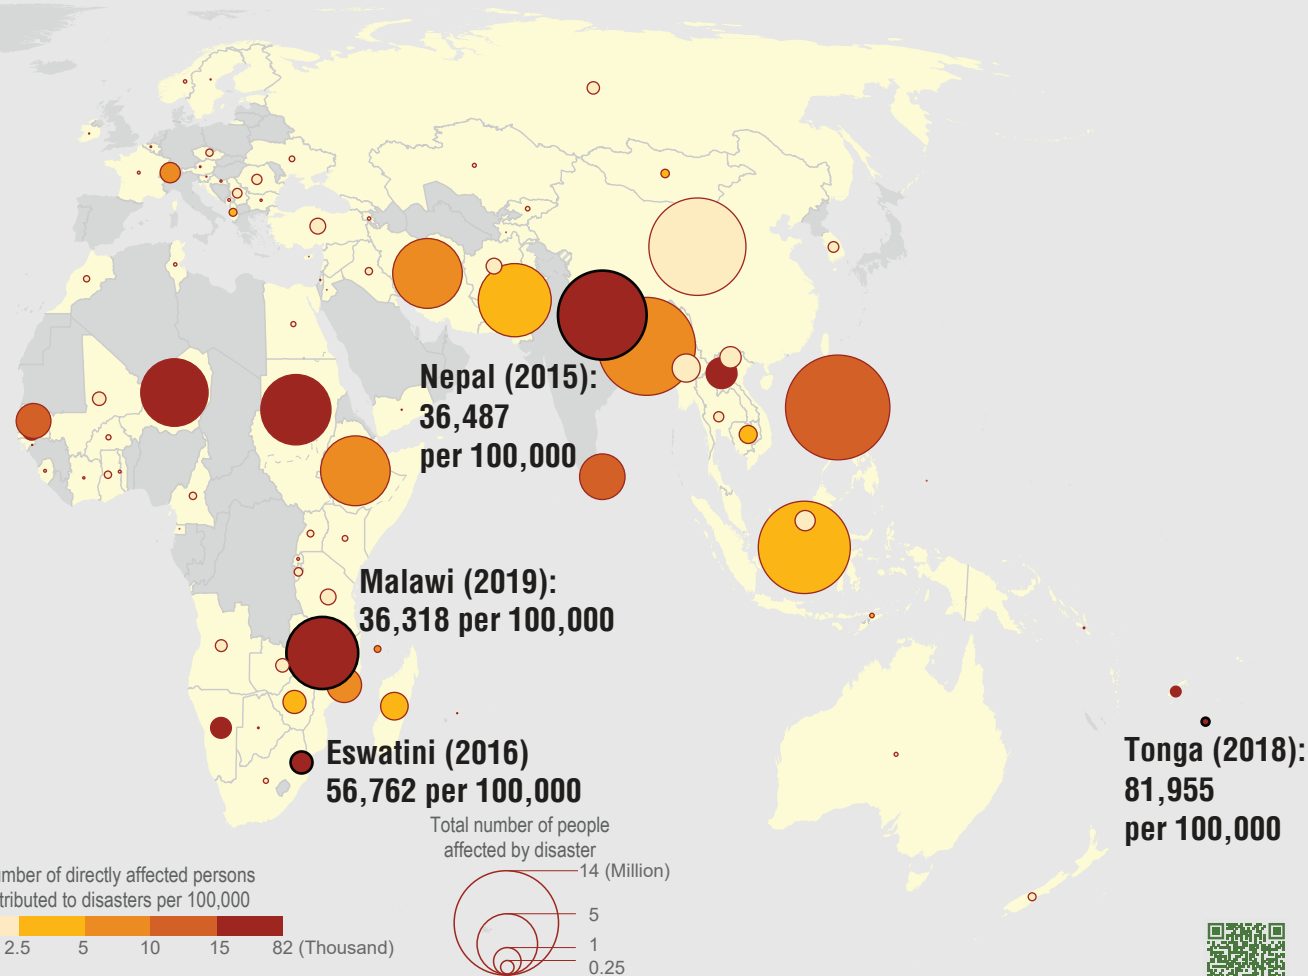 Nepal (2015):
36,487
per 100,000
Malawi (2019):
36,318 per 100,000
Eswatini (2016)
56,762 per 100,000
Tonga (2018):
81,955
per 100,000
Total number of people
affected by disaster
14 (Million)
5
1
0.25
mber of directly affected persons
tributed to disasters per 100,000
2.5 5 10 15 82 (Thousand)